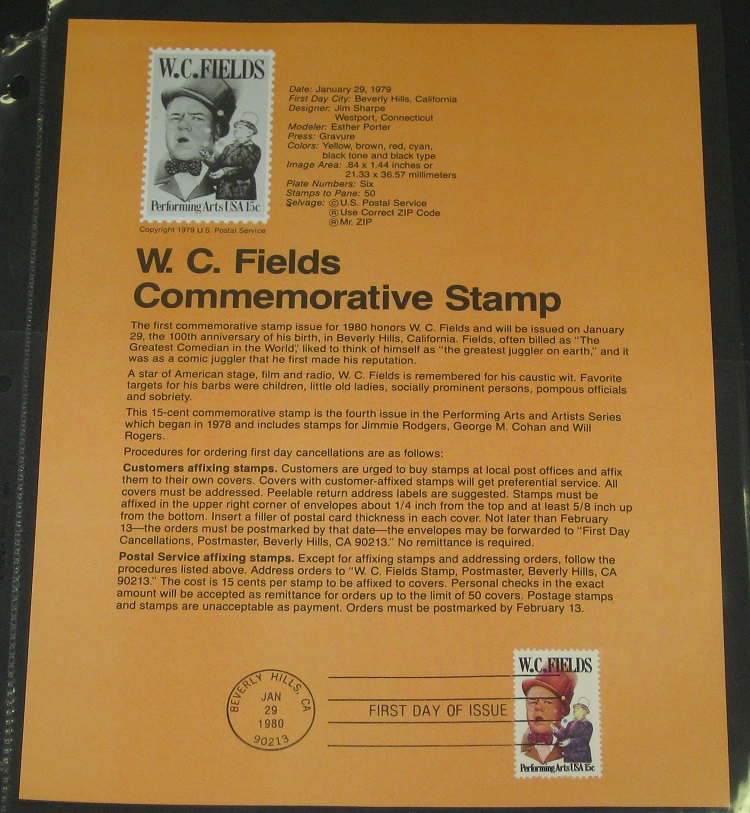 W.C.FIELDS
Performing Arts USA 15c
Copyright 1979 U.S. Postal Service
Date: January 29, 1979
First Day City: Beverly Hills, California
Designer: Jim Sharpe
Westport, Connecticut
Modeler: Esther Porter
Press: Gravure
Colors: Yellow, brown, red, cyan,
black tone and black type
Image Area: .84 x 1.44 inches or
21.33 x 36.57 millimeters
Plate Numbers: Six
Stamps to Pane: 50
Selvage: Ⓒ U.S. Postal Service
Ⓡ Use Correct ZIP Code
Ⓡ Mr. ZIP
W. C. Fields
Commemorative Stamp
The first commemorative stamp issue for 1980 honors W. C. Fields and will be issued on January
29, the 100th anniversary of his birth, in Beverly Hills, California. Fields, often billed as "The
Greatest Comedian in the World," liked to think of himself as "the greatest juggler on earth," and it
was as a comic juggler that he first made his reputation.
A star of American stage, film and radio, W. C. Fields is remembered for his caustic wit. Favorite
targets for his barbs were children, little old ladies, socially prominent persons, pompous officials
and sobriety.
This 15-cent commemorative stamp is the fourth issue in the Performing Arts and Artists Series
which began in 1978 and includes stamps for Jimmie Rodgers, George M. Cohan and Will
Rogers.
Procedures for ordering first day cancellations are as follows:
Customers affixing stamps. Customers are urged to buy stamps at local post offices and affix
them to their own covers. Covers with customer-affixed stamps will get preferential service. All
covers must be addressed. Peelable return address labels are suggested. Stamps must be
affixed in the upper right corner of envelopes about 1/4 inch from the top and at least 5/8 inch up
from the bottom. Insert a filler of postal card thickness in each cover. Not later than February
13—the orders must be postmarked by that date—the envelopes may be forwarded to "First Day
Cancellations, Postmaster, Beverly Hills, CA 90213." No remittance is required.
Postal Service affixing stamps. Except for affixing stamps and addressing orders, follow the
procedures listed above. Address orders to "W. C. Fields Stamp, Postmaster, Beverly Hills, CA
90213." The cost is 15 cents per stamp to be affixed to covers. Personal checks in the exact
amount will be accepted as remittance for orders up to the limit of 50 covers. Postage stamps
and stamps are unacceptable as payment. Orders must be postmarked by February 13.
BEVERLY HILLS, CA
JAN
29
1980
90213
FIRST DAY OF ISSUE
W.C.FIELDS
Performing Arts USA 15c